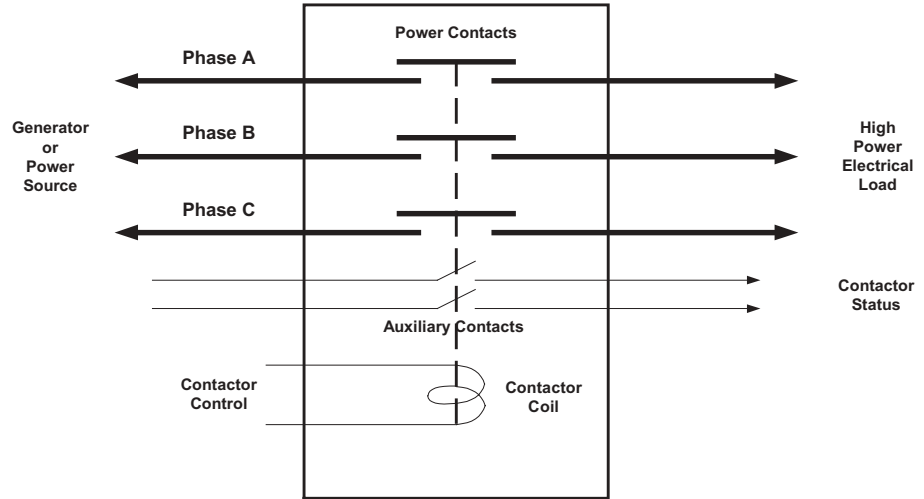 Power Contacts
Phase A
Generator
or
Power
Source
Phase B
High
Power
Electrical
Load
Phase C
Contactor
Status
Auxiliary Contacts
Contactor
Control
Contactor
Coil